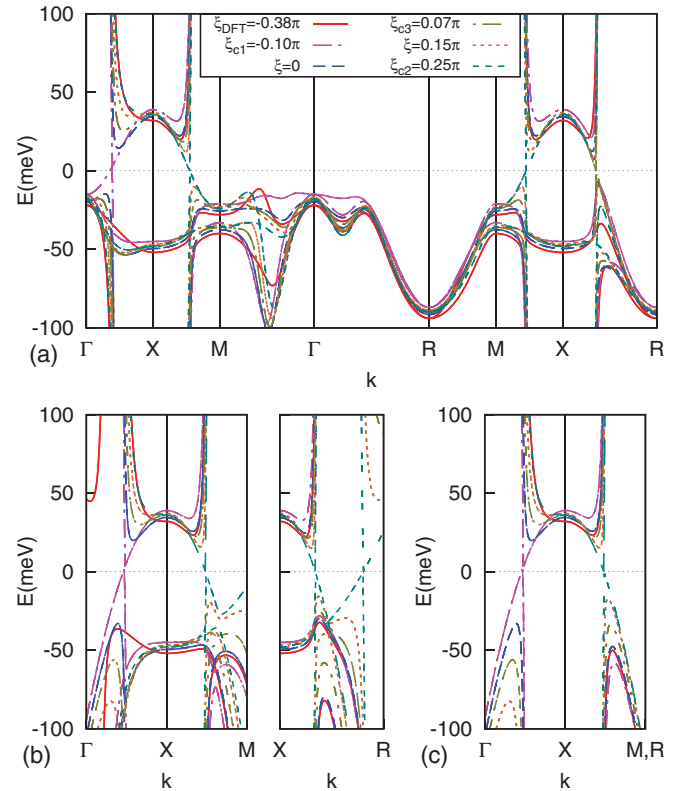 ξDFT=-0.38π ξc3=0.07π
ξc1=-0.10π ξ=0.15π
ξ=0 ξc2=0.25π
100
50
0
-50
-100
E(meV)
(a)
Γ X M Γ R M X R
k
100
50
0
-50
-100
E(meV)
(b)
Γ X M
k
X R
k
100
50
0
-50
-100
E(meV)
(c)
Γ X M,R
k